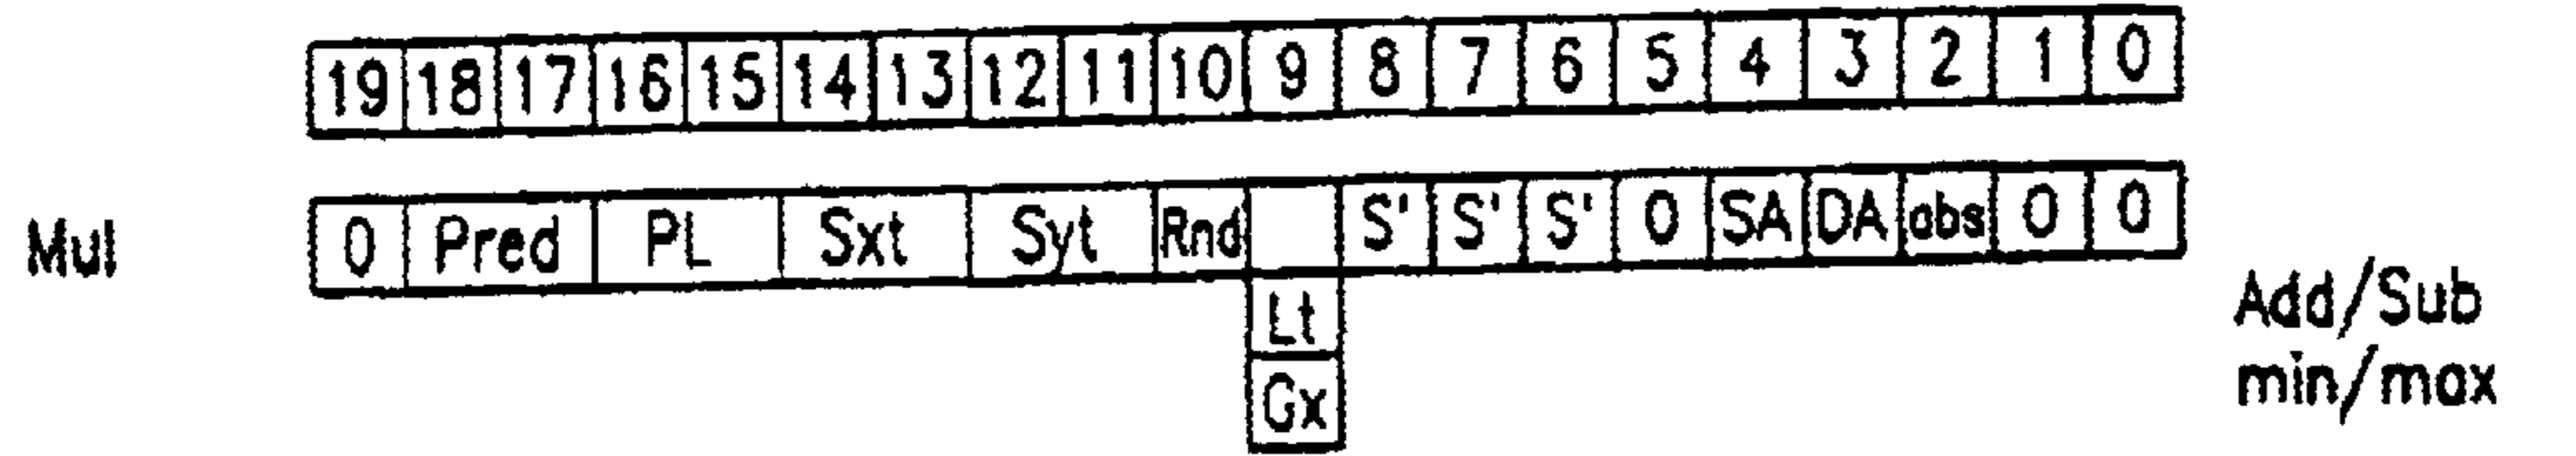 19 18 17 16 15 14 13 12 11 10 9 8 7 6 5 4 3 2 1 0
Mul 0 Pred PL Sxt Syt Rnd S' S' S' 0 SA DA abs 0 0
Lt
Add/Sub
Gx
min/max